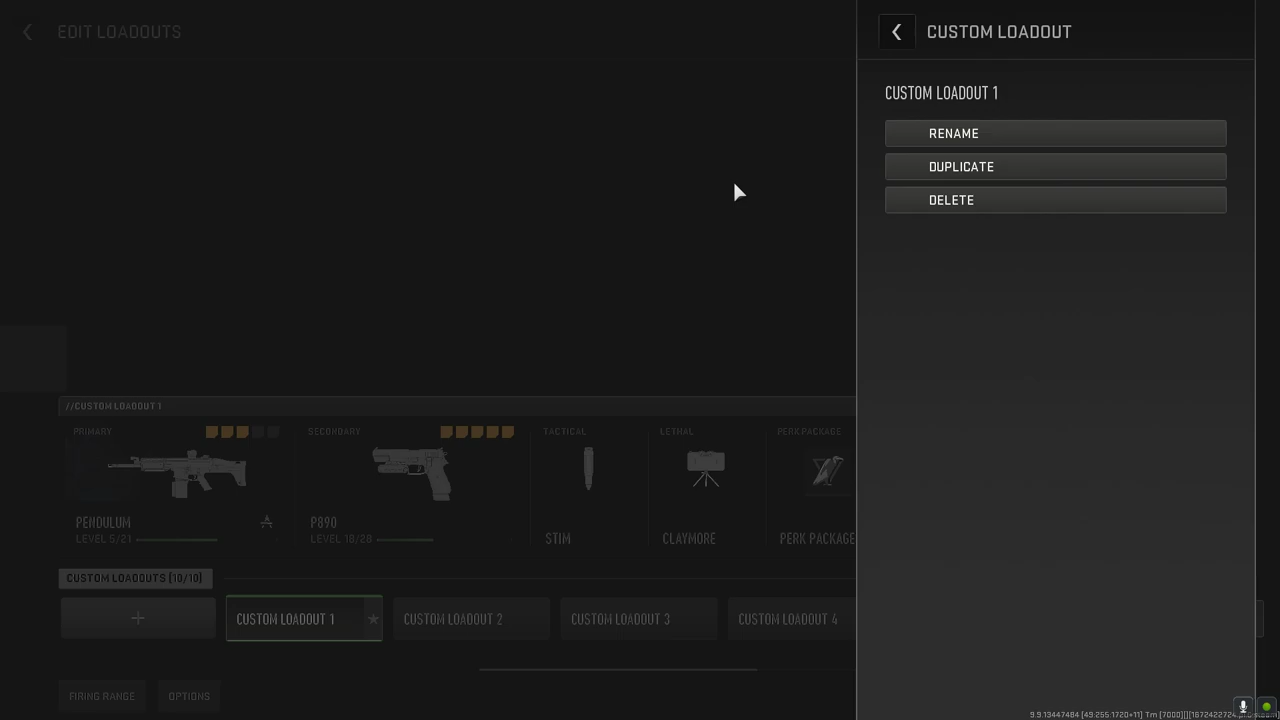 EDIT LOADOUTS
CUSTOM LOADOUT
CUSTOM LOADOUT 1
RENAME
DUPLICATE
DELETE
//CUSTOM LOADOUT 1
PRIMARY
SECONDARY
TACTICAL
LETHAL
PERK PACKAGE
PENDULUM
LEVEL 5/21
P890
LEVEL 18/28
STIM
CLAYMORE
PERK PACKAGE
CUSTOM LOADOUTS (10/10)
+
CUSTOM LOADOUT 1
CUSTOM LOADOUT 2
CUSTOM LOADOUT 3
CUSTOM LOADOUT 4
FIRING RANGE
OPTIONS